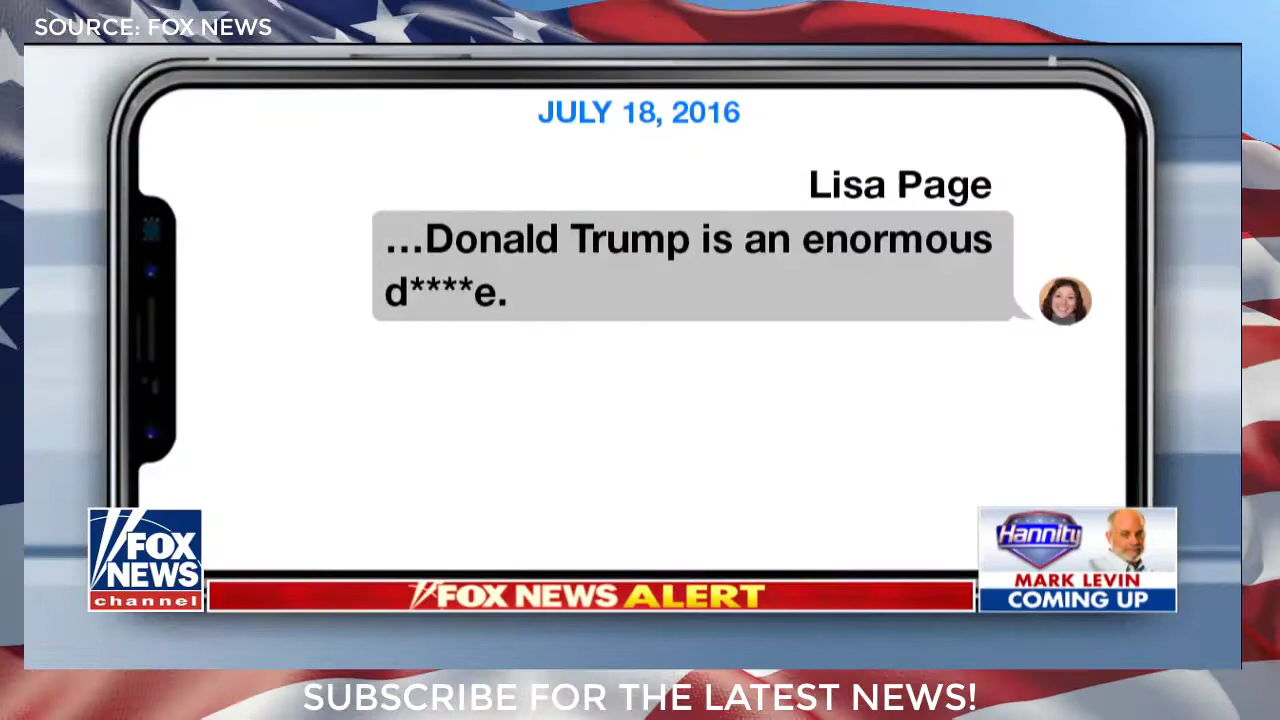 SOURCE: FOX NEWS
JULY 18, 2016
Lisa Page
...Donald Trump is an enormous
d****e.
FOX
NEWS
channel
FOX NEWS ALERT
Hannity
MARK LEVIN
COMING UP
SUBSCRIBE FOR THE LATEST NEWS!